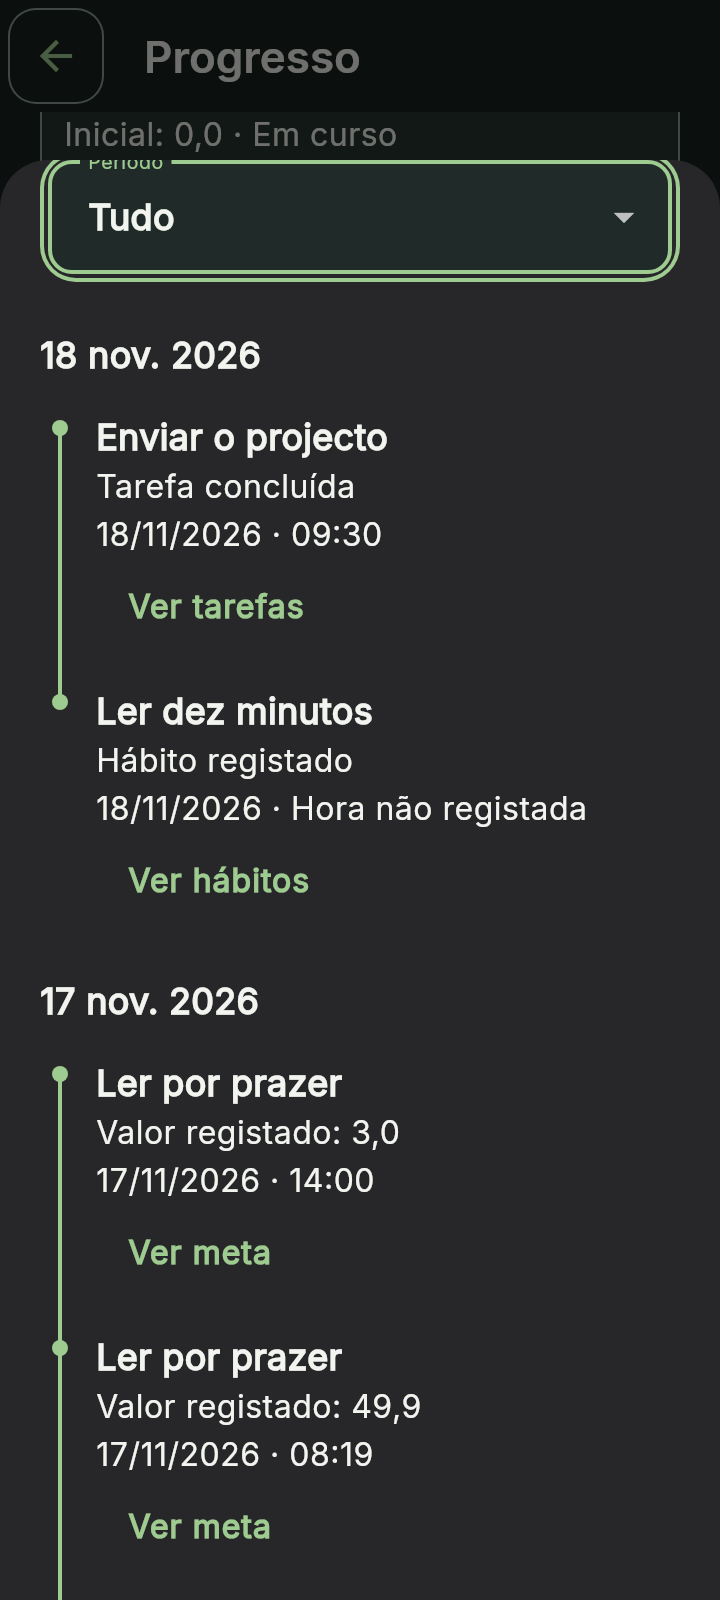 Progresso
Inicial: 0,0 · Em curso
Período
Tudo
18 nov. 2026
Enviar o projecto
Tarefa concluída
18/11/2026 · 09:30
Ver tarefas
Ler dez minutos
Hábito registado
18/11/2026 · Hora não registada
Ver hábitos
17 nov. 2026
Ler por prazer
Valor registado: 3,0
17/11/2026 · 14:00
Ver meta
Ler por prazer
Valor registado: 49,9
17/11/2026 · 08:19
Ver meta